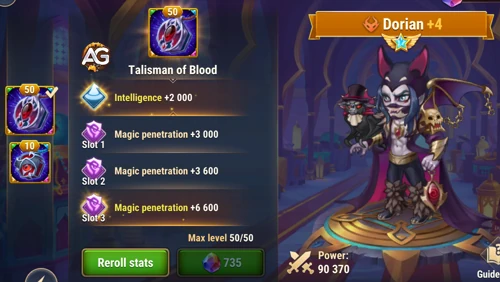 50
Dorian +4
AG
Talisman of Blood
50
Intelligence +2 000
Magic penetration +3 000
Slot 1
10
Magic penetration +3 600
Slot 2
Magic penetration +6 600
Slot 3
Max level 50/50
Reroll stats
735
Power:
90 370
Guide